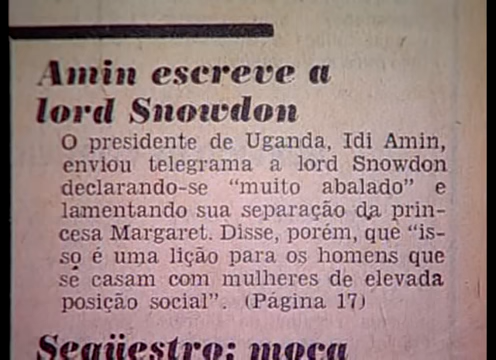 Amin escreve a
lord Snowdon
O presidente de Uganda, Idi Amin,
enviou telegrama a lord Snowdon
declarando-se “muito abalado” e
lamentando sua separação da prin-
cesa Margaret. Disse, porém, que “is-
so é uma lição para os homens que
se casam com mulheres de elevada
posição social”. (Página 17)
Seqüestro: moça